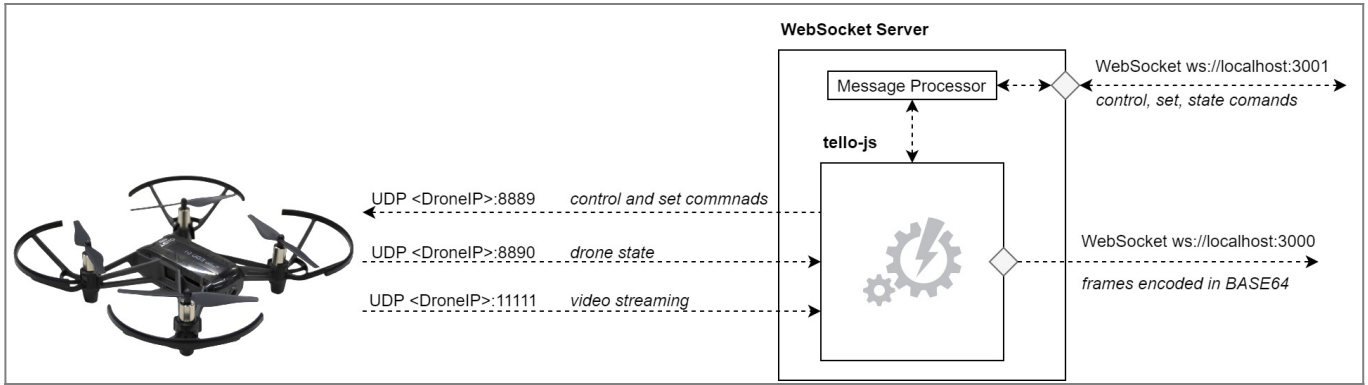 WebSocket Server
WebSocket ws://localhost:3001
Message Processor
control, set, state comands
tello-js
UDP <DroneIP>:8889 control and set commnads
UDP <DroneIP>:8890 drone state
WebSocket ws://localhost:3000
frames encoded in BASE64
UDP <DroneIP>:11111 video streaming